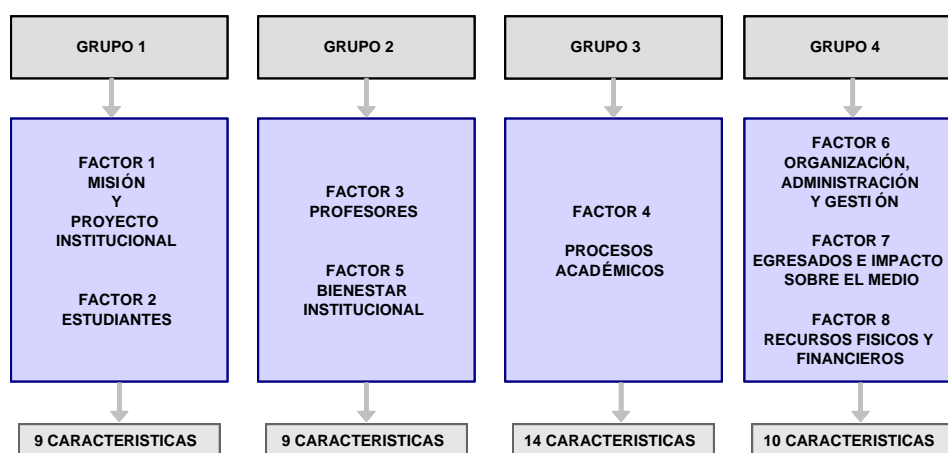 GRUPO 1
GRUPO 2
GRUPO 3
GRUPO 4
FACTOR 1
MISIÓN
Y
PROYECTO
INSTITUCIONAL
FACTOR 2
ESTUDIANTES
FACTOR 3
PROFESORES
FACTOR 5
BIENESTAR
INSTITUCIONAL
FACTOR 4
PROCESOS
ACADÉMICOS
FACTOR 6
ORGANIZACIÓN,
ADMINISTRACIÓN
Y GESTIÓN
FACTOR 7
EGRESADOS E IMPACTO
SOBRE EL MEDIO
FACTOR 8
RECURSOS FISICOS Y
FINANCIEROS
9 CARACTERISTICAS
9 CARACTERISTICAS
14 CARACTERISTICAS
10 CARACTERISTICAS